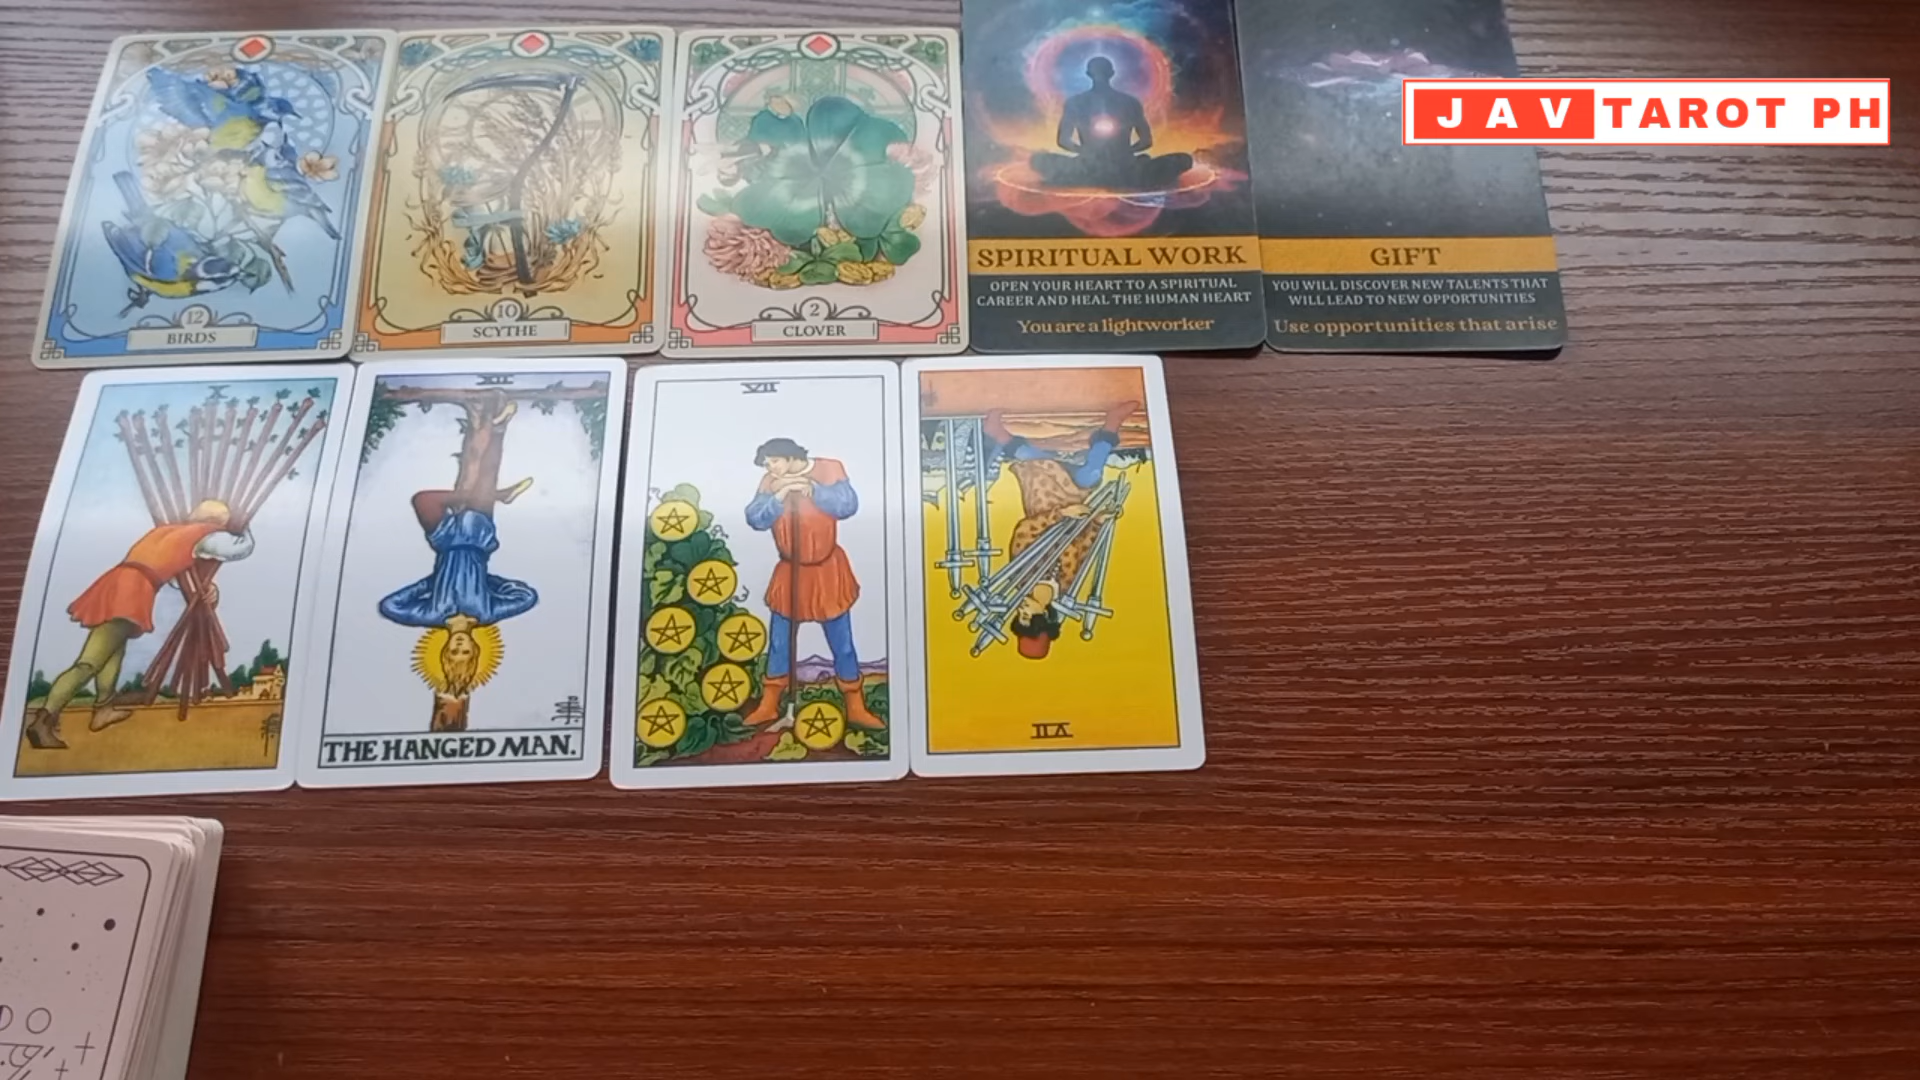 JAV TAROT PH
12
BIRDS
10
SCYTHE
2
CLOVER
SPIRITUAL WORK
OPEN YOUR HEART TO A SPIRITUAL
CAREER AND HEAL THE HUMAN HEART
You are a lightworker
GIFT
YOU WILL DISCOVER NEW TALENTS THAT
WILL LEAD TO NEW OPPORTUNITIES
Use opportunities that arise
X
XII
THE HANGED MAN.
VII
VII